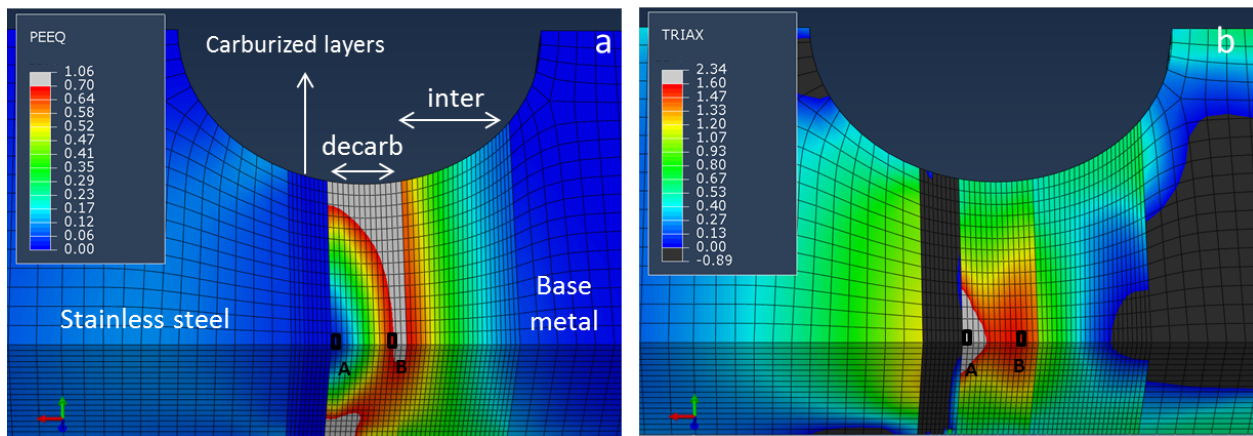 PEEQ
1.06
0.70
0.64
0.58
0.52
0.47
0.41
0.35
0.29
0.23
0.17
0.12
0.06
0.00
Carburized layers
a
inter
decarb
Stainless steel
Base
metal
A
B
TRIAX
2.34
1.60
1.47
1.33
1.20
1.07
0.93
0.80
0.67
0.53
0.40
0.27
0.13
0.00
-0.89
b
A
B